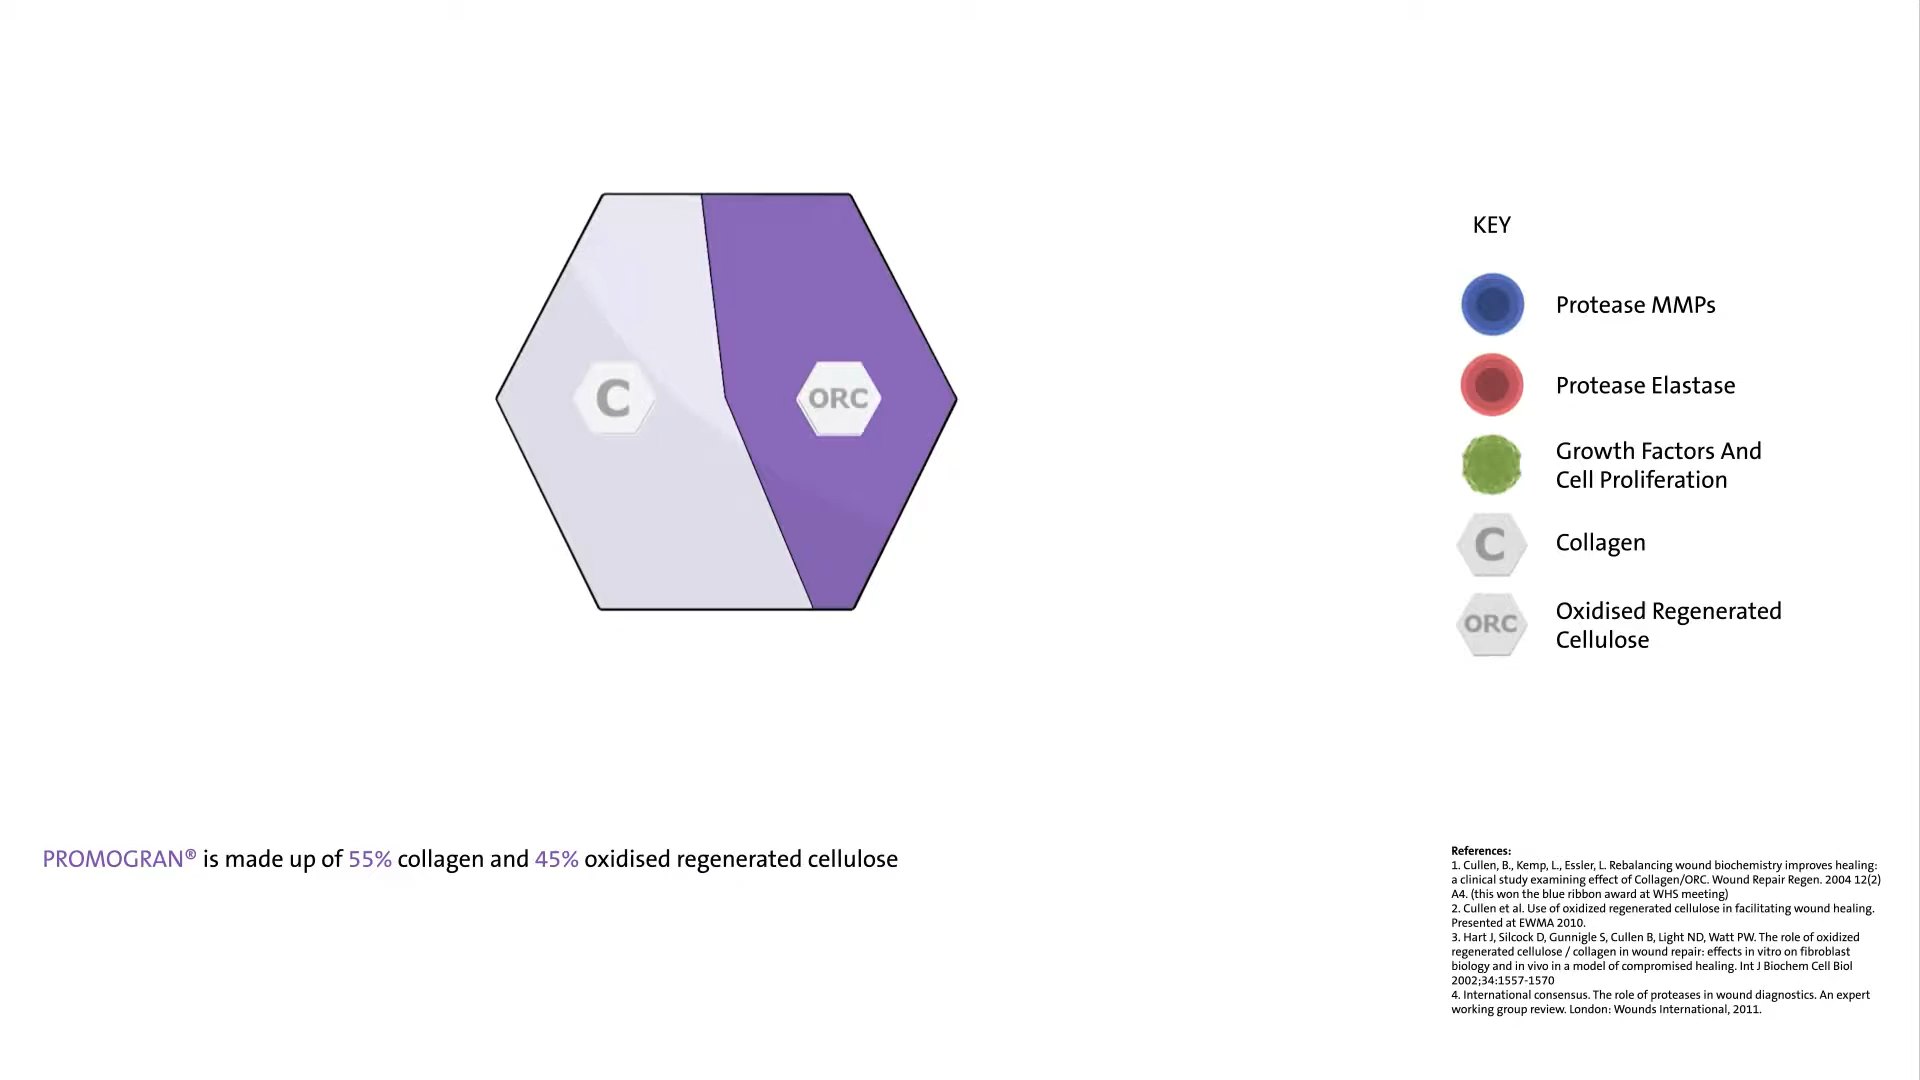 C
ORC
KEY
Protease MMPs
Protease Elastase
Growth Factors And
Cell Proliferation
C
Collagen
ORC
Oxidised Regenerated
Cellulose
PROMOGRAN® is made up of 55% collagen and 45% oxidised regenerated cellulose
References:
1. Cullen, B., Kemp, L., Essler, L. Rebalancing wound biochemistry improves healing:
a clinical study examining effect of Collagen/ORC. Wound Repair Regen. 2004 12(2)
A4. (this won the blue ribbon award at WHS meeting)
2. Cullen et al. Use of oxidized regenerated cellulose in facilitating wound healing.
Presented at EWMA 2010.
3. Hart J, Silcock D, Gunnigle S, Cullen B, Light ND, Watt PW. The role of oxidized
regenerated cellulose / collagen in wound repair: effects in vitro on fibroblast
biology and in vivo in a model of compromised healing. Int J Biochem Cell Biol
2002;34:1557-1570
4. International consensus. The role of proteases in wound diagnostics. An expert
working group review. London: Wounds International, 2011.